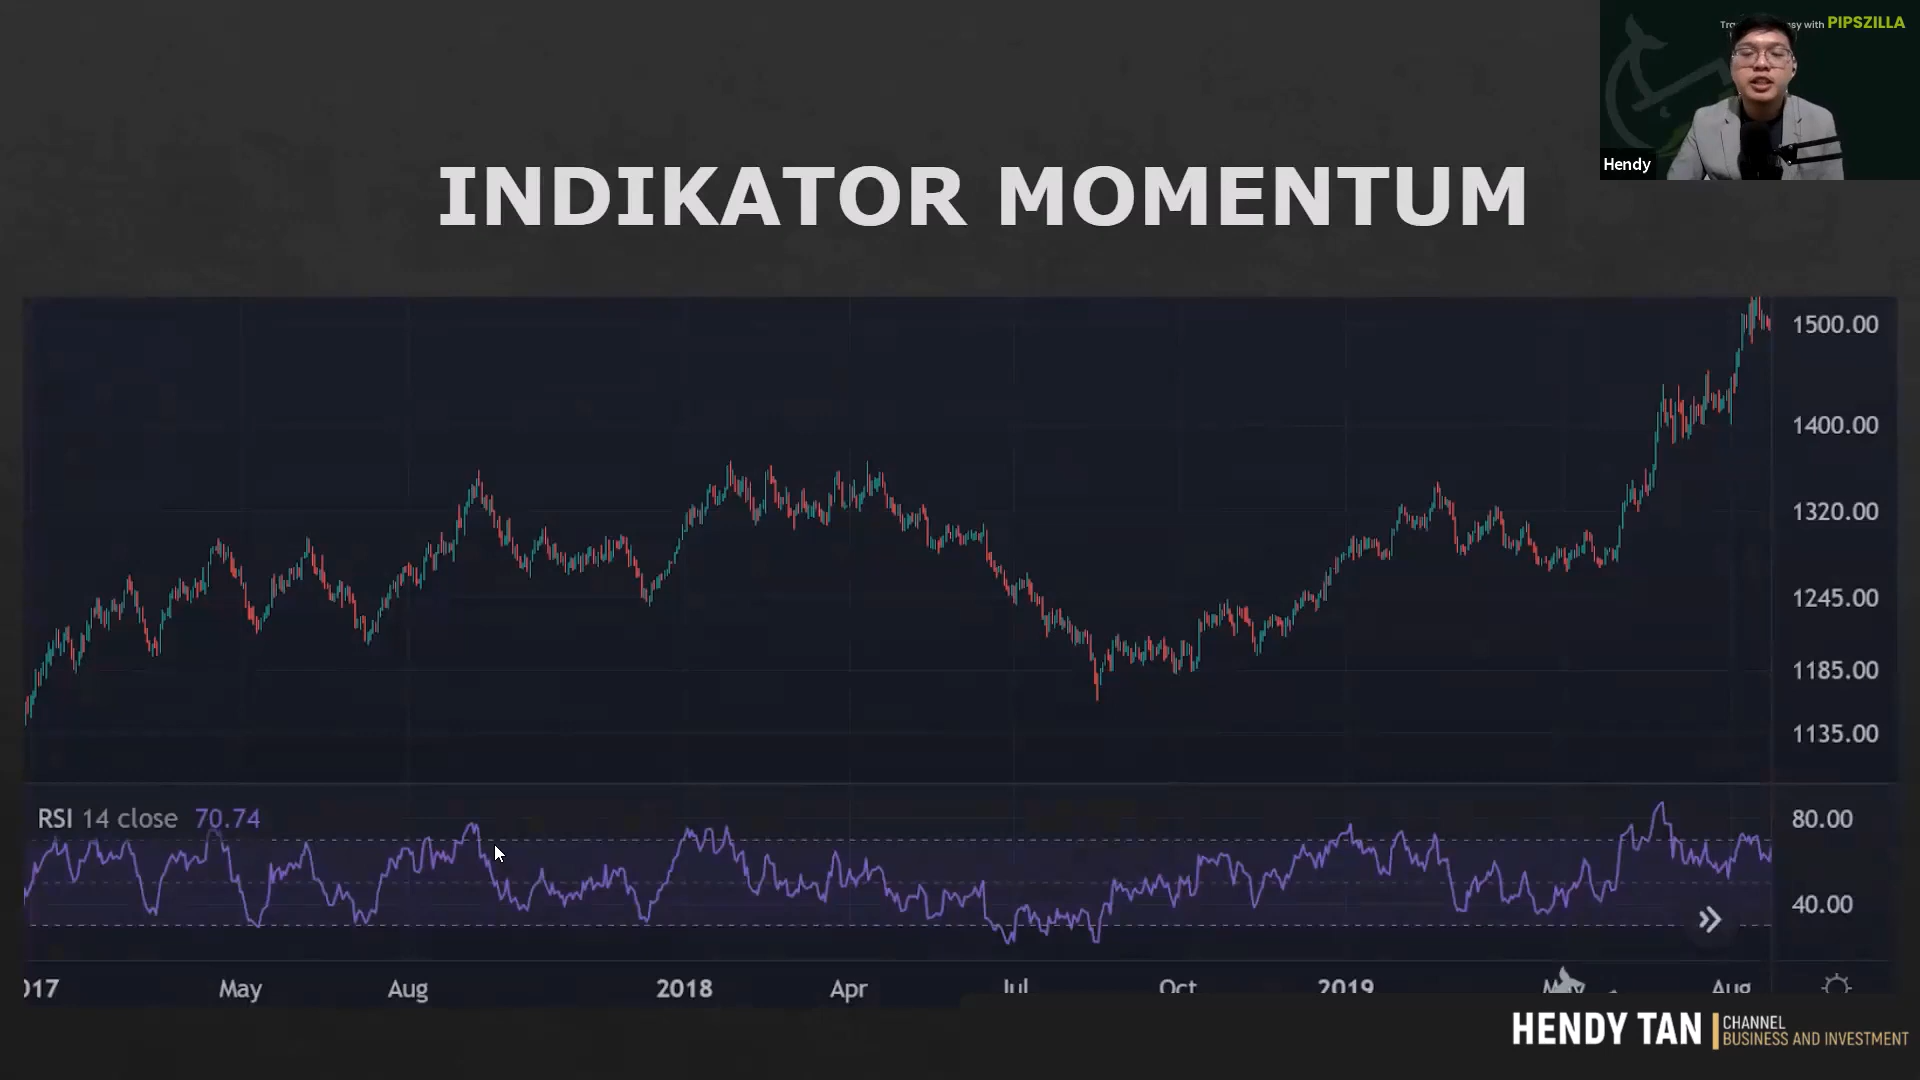 PIPSZILLA
Hendy
INDIKATOR MOMENTUM
1500.00
1400.00
1320.00
1245.00
1185.00
1135.00
RSI 14 close 70.74
80.00
40.00
May Aug 2018 Apr Jul Oct 2019 Aug
HENDY TAN
CHANNEL
BUSINESS AND INVESTMENT